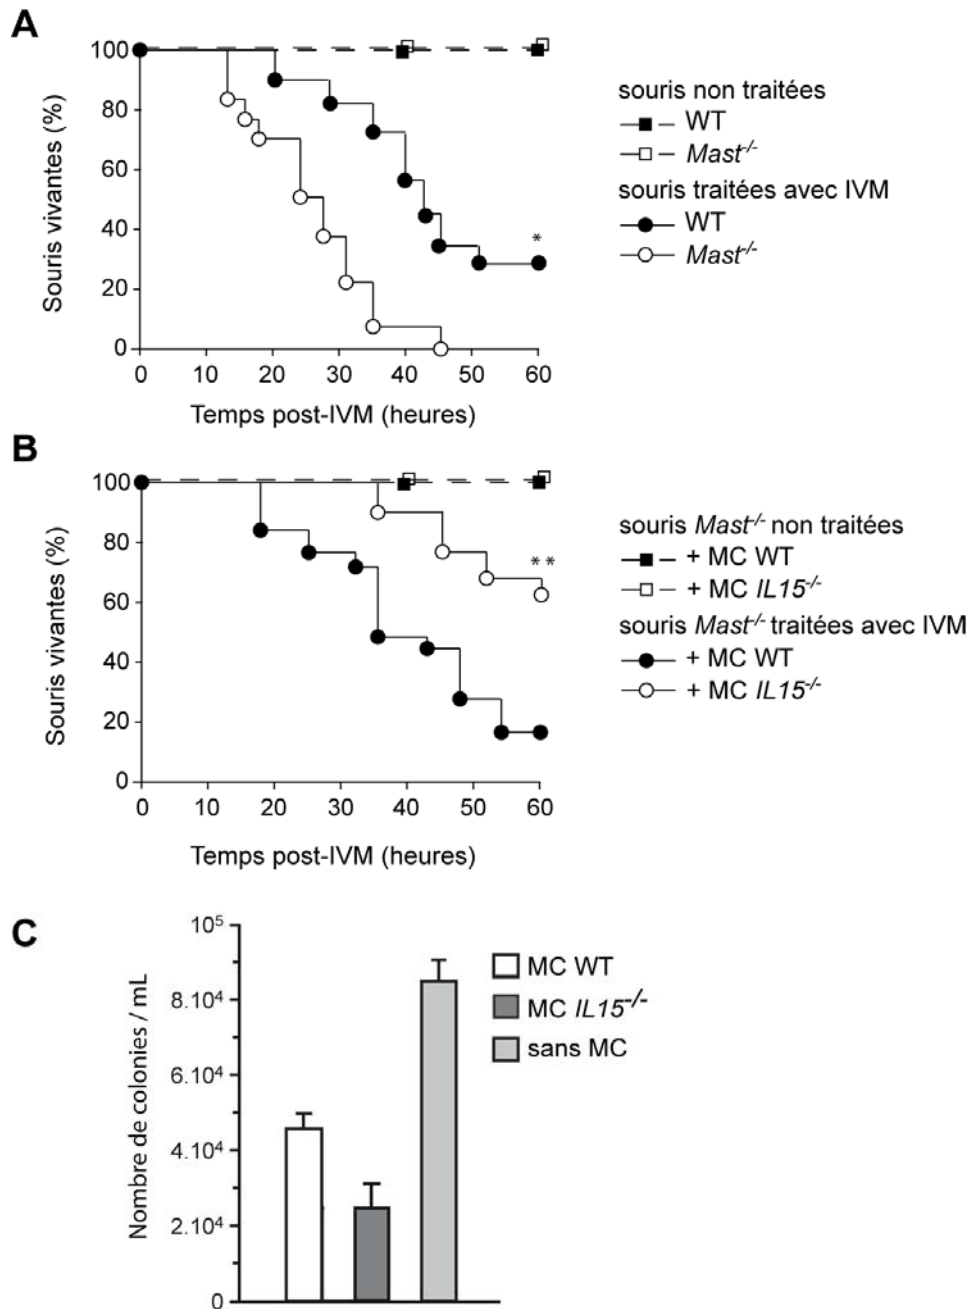 A
Souris vivantes (%)
100
80
60
40
20
0
*
0 10 20 30 40 50 60
Temps post-IVM (heures)
souris non traitées
WT
Mast-/-
souris traitées avec IVM
WT
Mast-/-
B
Souris vivantes (%)
100
80
60
40
20
0
**
0 10 20 30 40 50 60
Temps post-IVM (heures)
souris Mast-/- non traitées
+ MC WT
+ MC IL15-/-
souris Mast-/- traitées avec IVM
+ MC WT
+ MC IL15-/-
C
Nombre de colonies / mL
10⁵
8.10⁴
6.10⁴
4.10⁴
2.10⁴
0
MC WT
MC IL15-/-
sans MC